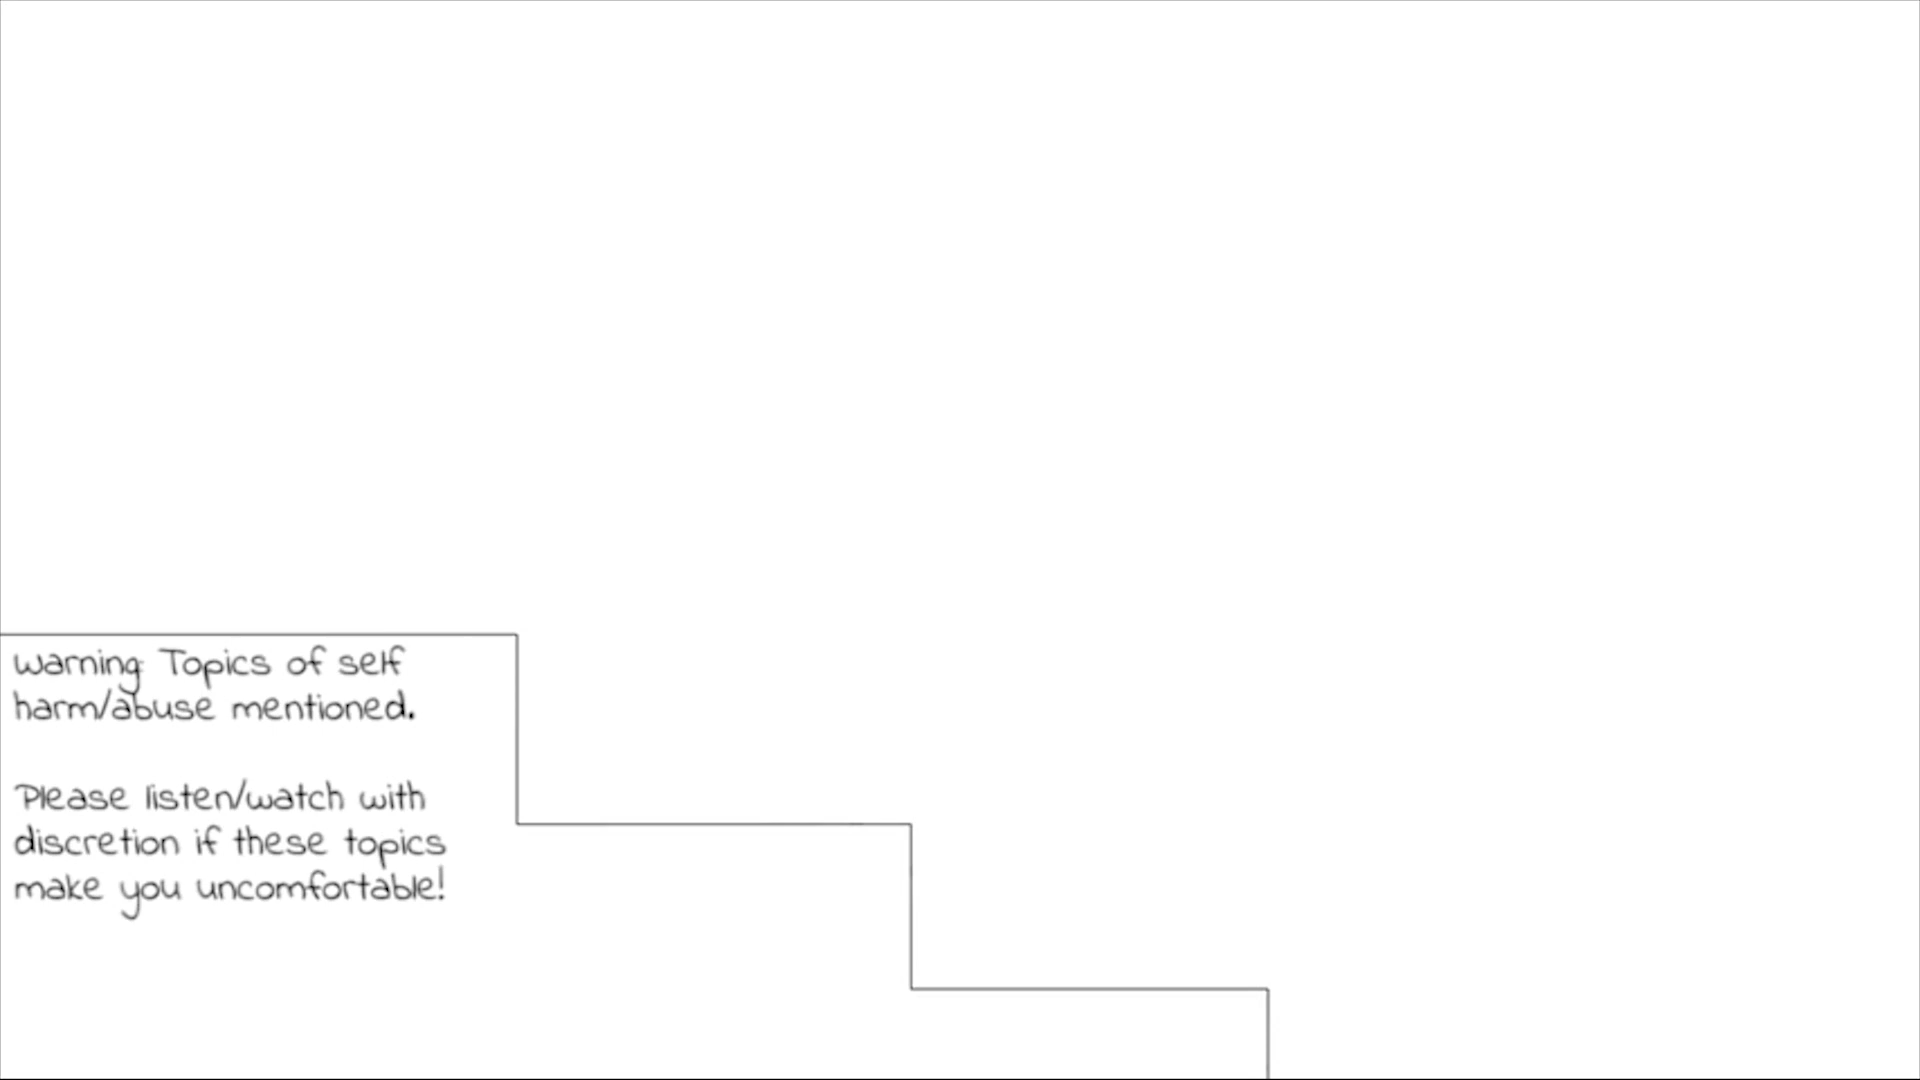 Warning: Topics of self
harm/abuse mentioned.
Please listen/watch with
discretion if these topics
make you uncomfortable!